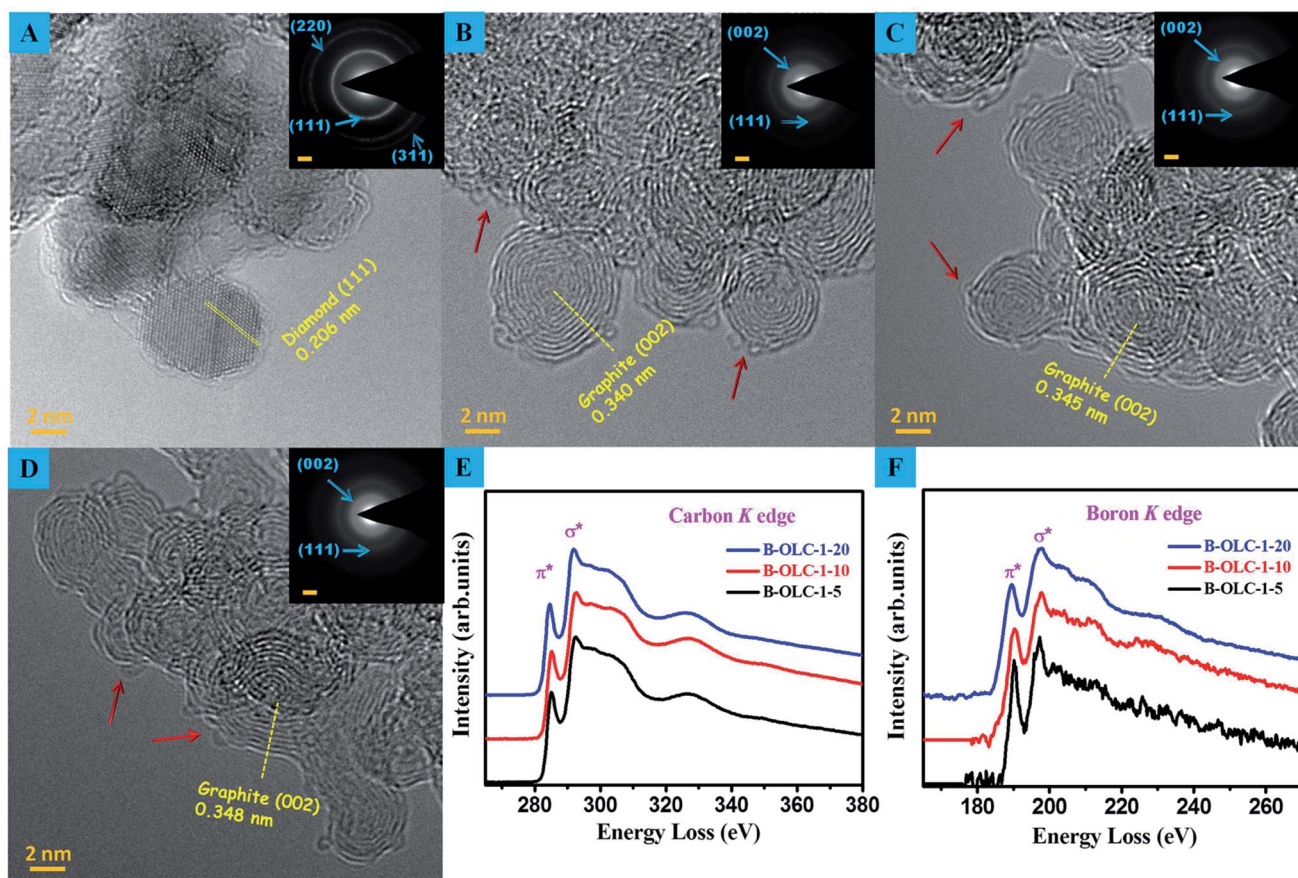 A
(220)
(111)
(311)
Diamond (111)
0.206 nm
2 nm
B
(002)
(111)
Graphite (002)
0.340 nm
2 nm
C
(002)
(111)
Graphite (002)
0.345 nm
2 nm
D
(002)
(111)
Graphite (002)
0.348 nm
2 nm
E
Carbon K edge
σ*
π*
B-OLC-1-20
B-OLC-1-10
B-OLC-1-5
Intensity (arb.units)
280 300 320 340 360 380
Energy Loss (eV)
F
Boron K edge
σ*
π*
B-OLC-1-20
B-OLC-1-10
B-OLC-1-5
Intensity (arb.units)
180 200 220 240 260
Energy Loss (eV)